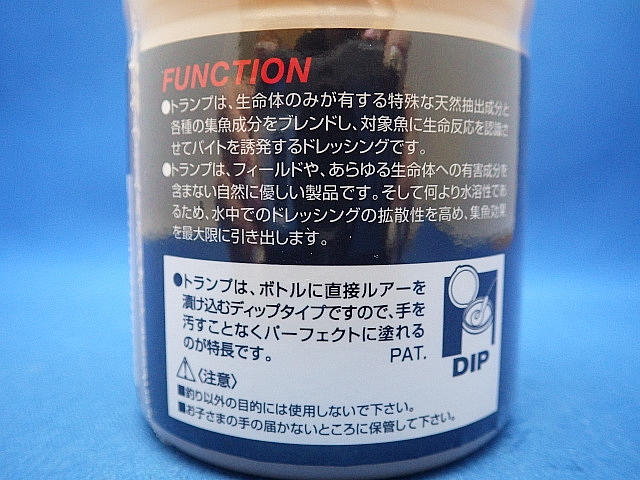 FUNCTION
●トランプは、生命体のみが有する特殊な天然抽出成分と
各種の集魚成分をブレンドし、対象魚に生命反応を認識さ
せてバイトを誘発するドレッシングです。
●トランプは、フィールドや、あらゆる生命体への有害成分を
含まない自然に優しい製品です。そして何より水溶性であ
るため、水中でのドレッシングの拡散性を高め、集魚効果
を最大限に引き出します。
●トランプは、ボトルに直接ルアーを
漬け込むディップタイプですので、手を
汚すことなくパーフェクトに塗れる
のが特長です。
PAT.
DIP
〈注意〉
■釣り以外の目的には使用しないで下さい。
■お子さまの手の届かないところに保管して下さい。